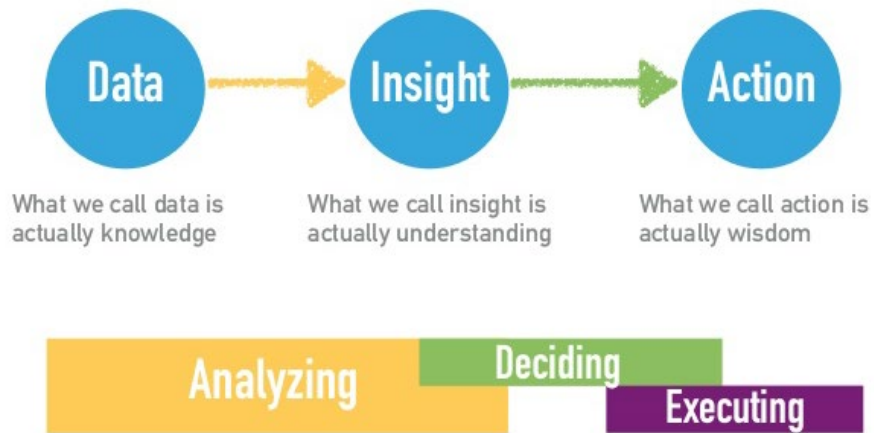 Data
Insight
Action
What we call data is
actually knowledge
What we call insight is
actually understanding
What we call action is
actually wisdom
Analyzing
Deciding
Executing